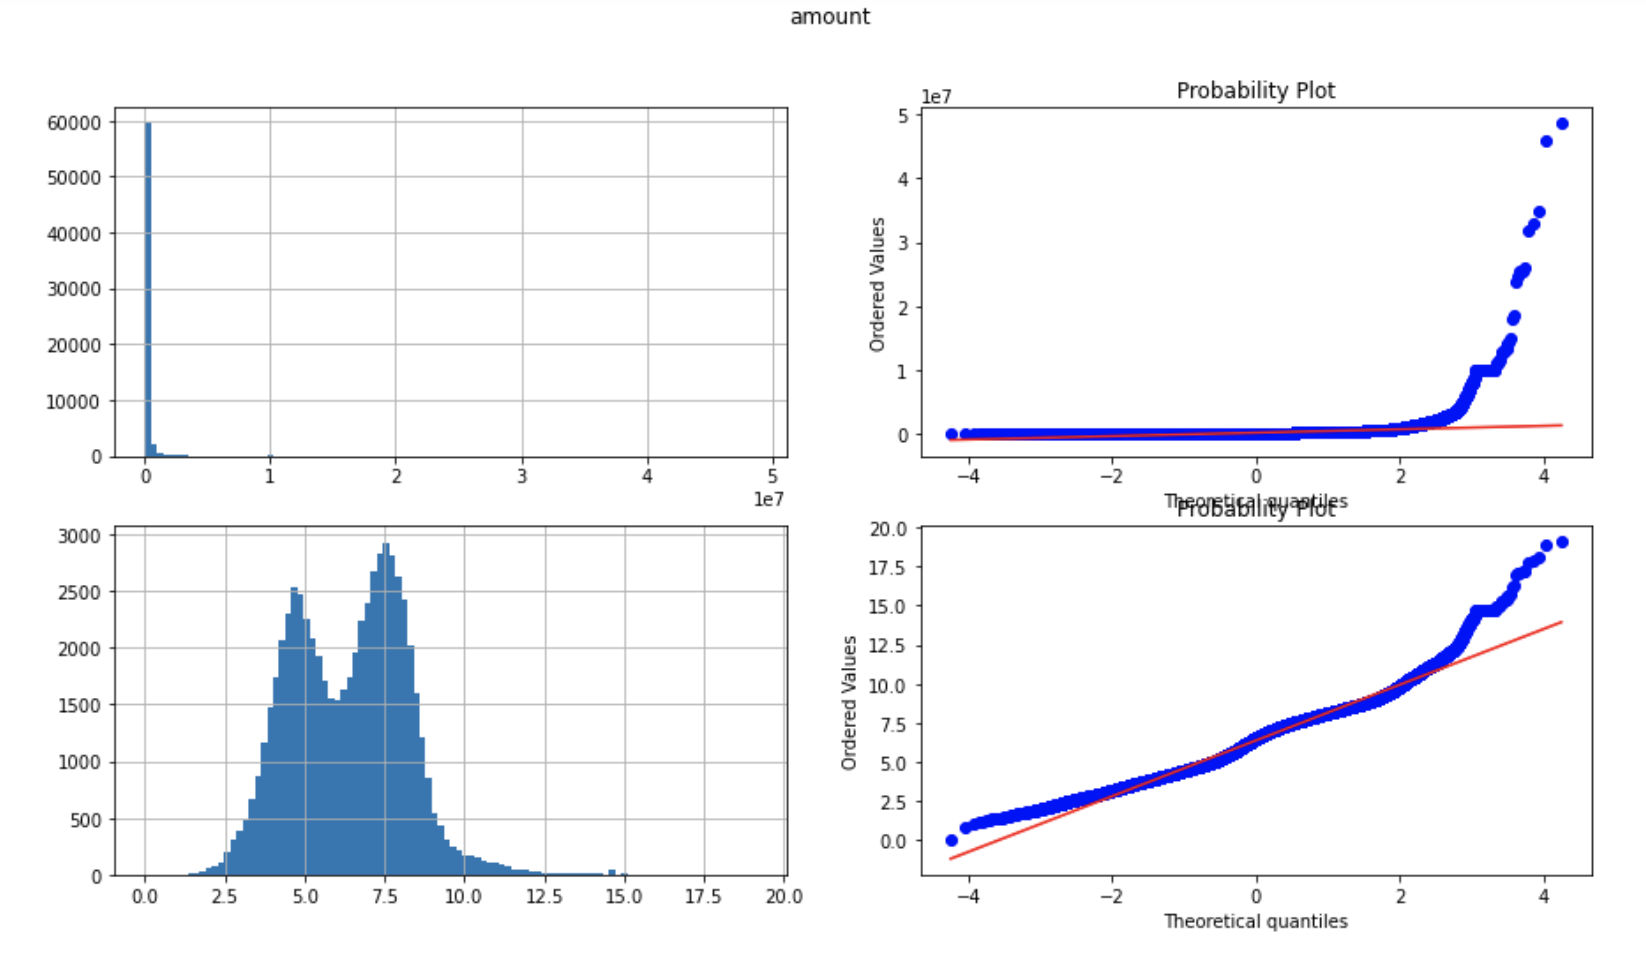 amount
60000
50000
40000
30000
20000
10000
0
0 1 2 3 4 5
1e7
Probability Plot
1e7
5
4
3
2
1
0
Ordered Values
−4 −2 0 2 4
Theoretical quantiles
3000
2500
2000
1500
1000
500
0
0.0 2.5 5.0 7.5 10.0 12.5 15.0 17.5 20.0
Probability Plot
20.0
17.5
15.0
12.5
10.0
7.5
5.0
2.5
0.0
Ordered Values
−4 −2 0 2 4
Theoretical quantiles